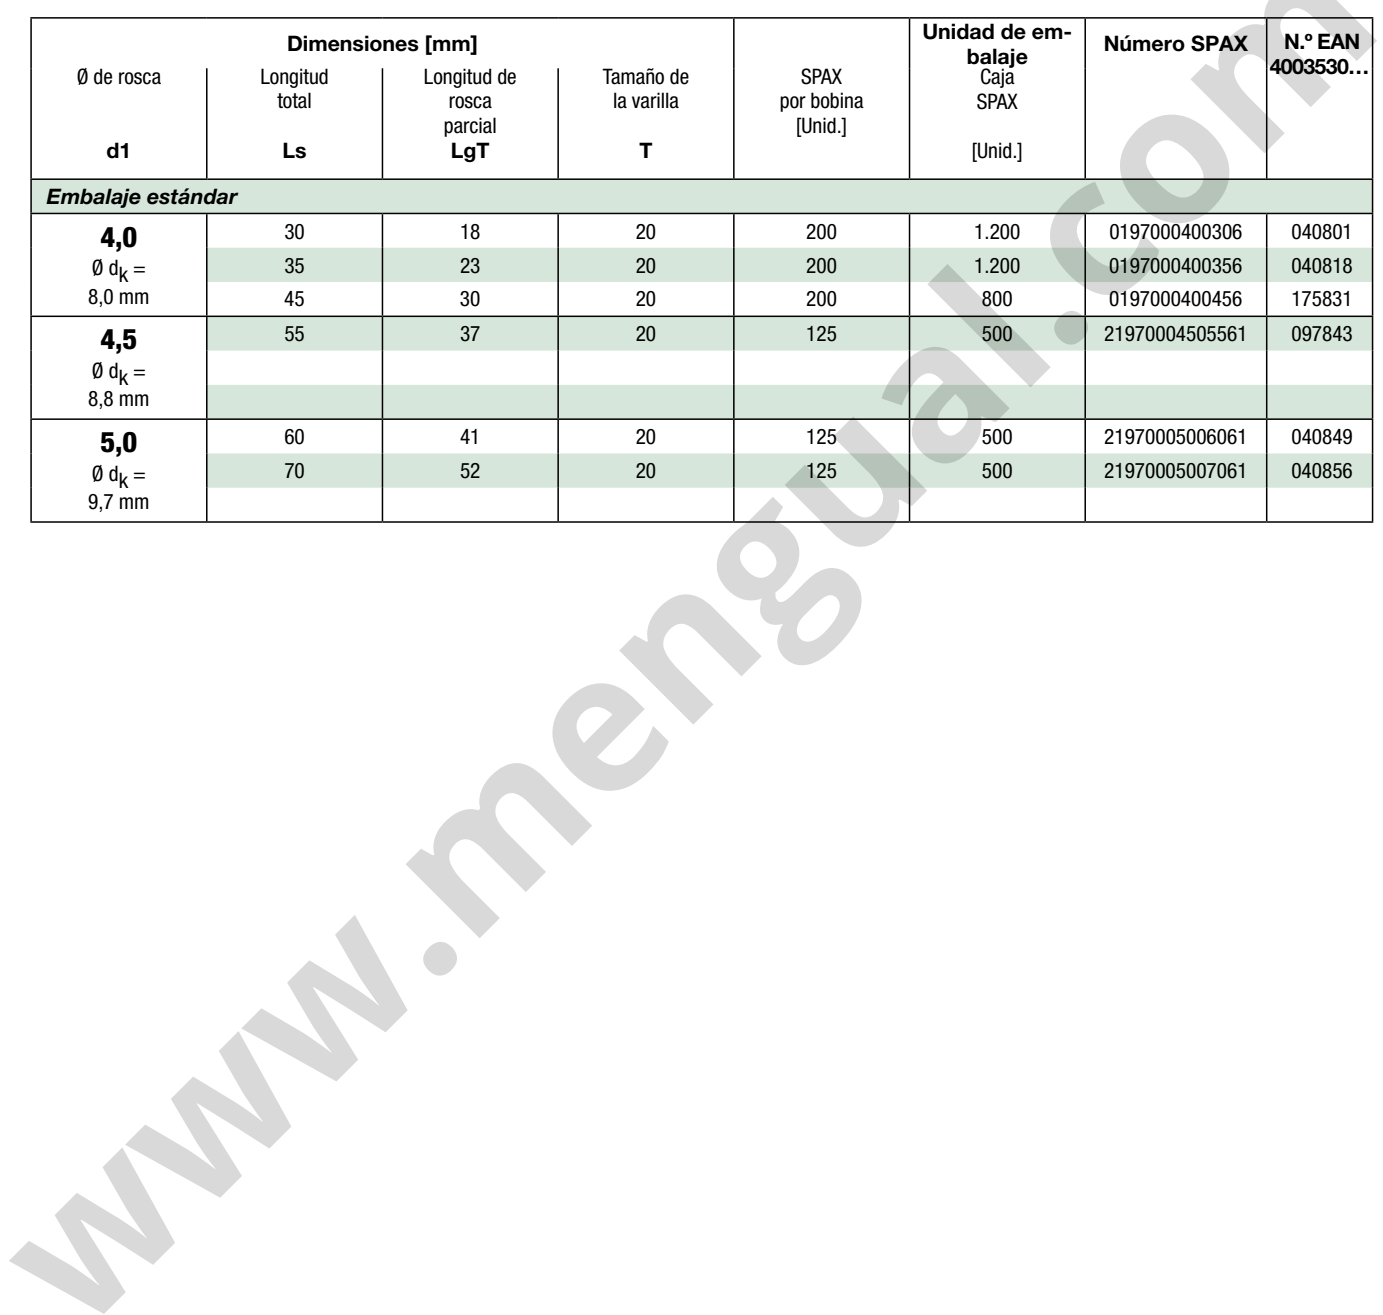 Dimensiones [mm]
Unidad de em-
balaje
Número SPAX
N.º EAN
4003530…
Ø de rosca
d1
Longitud
total
Ls
Longitud de
rosca
parcial
LgT
Tamaño de
la varilla
T
SPAX
por bobina
[Unid.]
Caja
SPAX
[Unid.]
Embalaje estándar
4,0
Ø dk =
8,0 mm
30 18 20 200 1.200 0197000400306 040801
35 23 20 200 1.200 0197000400356 040818
45 30 20 200 800 0197000400456 175831
4,5
Ø dk =
8,8 mm
55 37 20 125 500 21970004505561 097843
5,0
Ø dk =
9,7 mm
60 41 20 125 500 21970005006061 040849
70 52 20 125 500 21970005007061 040856
www.mengual.com